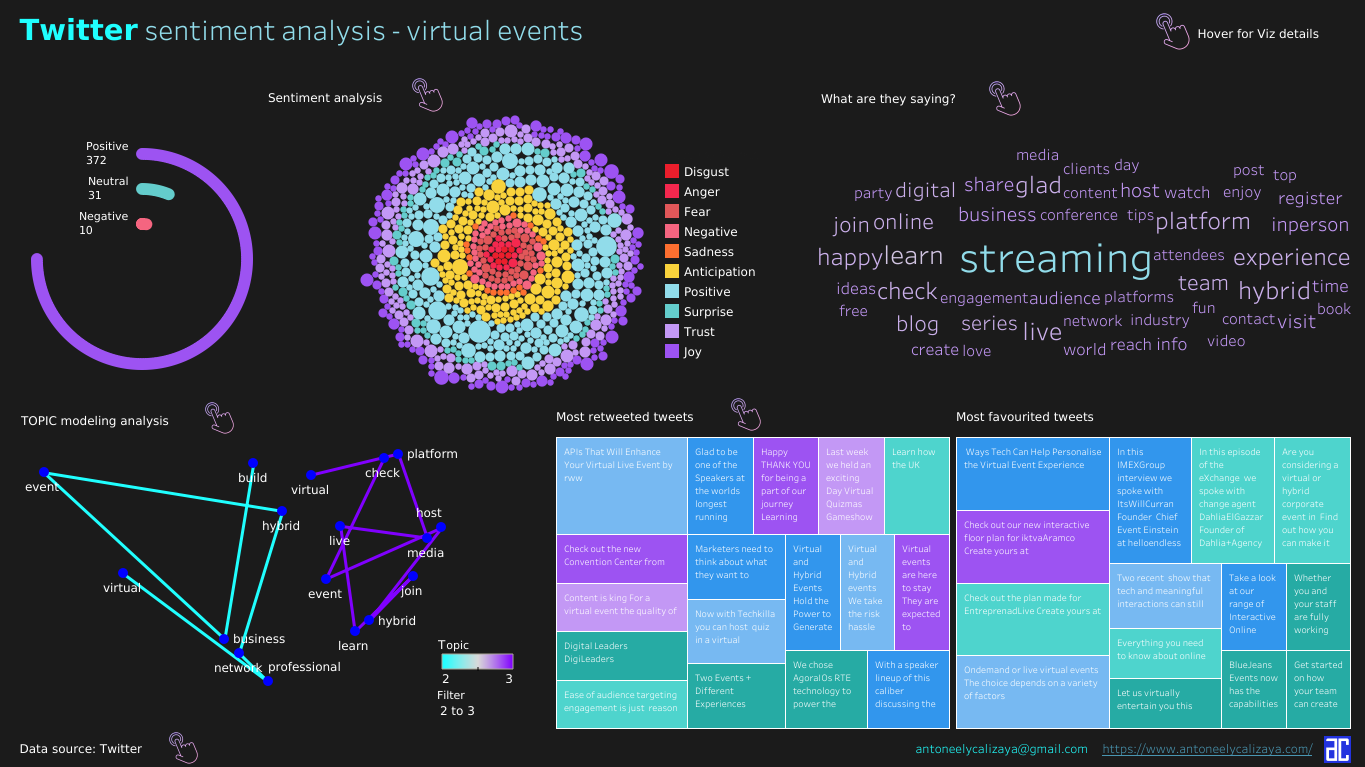 Twitter sentiment analysis - virtual events
Hover for Viz details
Sentiment analysis
Positive
372
Neutral
31
Negative
10
Disgust
Anger
Fear
Negative
Sadness
Anticipation
Positive
Surprise
Trust
Joy
What are they saying?
media
clients day
post top
party digital share glad content host watch enjoy register
join online business conference tips platform inperson
happy learn streaming attendees experience
ideas check engagement audience platforms team hybrid time
free blog series live network industry fun contact visit book
create love world reach info video
TOPIC modeling analysis
event
build
hybrid
virtual
business
network professional
platform
check
virtual
host
live
media
event
join
hybrid
learn
Topic
2 3
Filter
2 to 3
Most retweeted tweets
APIs That Will Enhance
Your Virtual Live Event by
rww
Glad to be
one of the
Speakers at
the worlds
longest
running
Happy
THANK YOU
for being a
part of our
journey
Learning
Last week
we held an
exciting
Day Virtual
Quizmas
Gameshow
Learn how
the UK
Check out the new
Convention Center from
Content is king For a
virtual event the quality of
Digital Leaders
DigiLeaders
Ease of audience targeting
engagement is just reason
Marketers need to
think about what
they want to
Now with Techkilla
you can host quiz
in a virtual
Two Events +
Different
Experiences
Virtual
and
Hybrid
Events
Hold the
Power to
Generate
Virtual
and
Hybrid
events
We take
the risk
hassle
Virtual
events
are here
to stay
They are
expected
to
We chose
AgoraIOs RTE
technology to
power the
With a speaker
lineup of this
caliber
discussing the
Most favourited tweets
Ways Tech Can Help Personalise
the Virtual Event Experience
Check out our new interactive
floor plan for iktvaAramco
Create yours at
Check out the plan made for
EntreprenadLive Create yours at
Ondemand or live virtual events
The choice depends on a variety
of factors
In this
IMEXGroup
interview we
spoke with
ItsWillCurran
Founder Chief
Event Einstein
at helloendless
In this episode
of the
eXchange we
spoke with
change agent
DahliaElGazzar
Founder of
Dahlia+Agency
Are you
considering a
virtual or
hybrid
corporate
event in Find
out how you
can make it
Two recent show that
tech and meaningful
interactions can still
Everything you need
to know about online
Let us virtually
entertain you this
Take a look
at our
range of
Interactive
Online
Whether
you and
your staff
are fully
working
BlueJeans
Events now
has the
capabilities
Get started
on how
your team
can create
Data source: Twitter
antoneelycalizaya@gmail.com
https://www.antoneelycalizaya.com/
ac